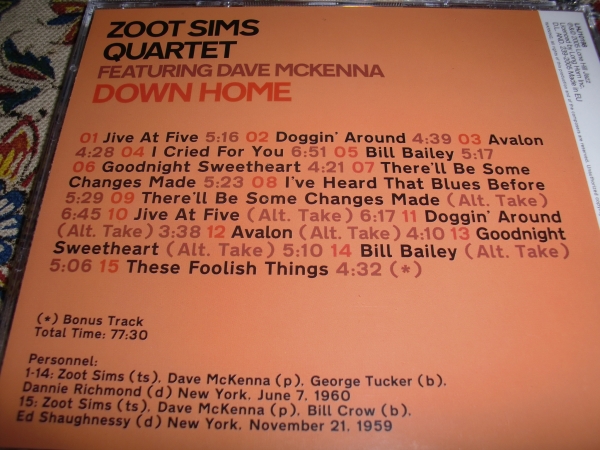 ZOOT SIMS
QUARTET
FEATURING DAVE MCKENNA
DOWN HOME
01 Jive At Five 5:16 02 Doggin' Around 4:39 03 Avalon
4:28 04 I Cried For You 6:51 05 Bill Bailey 5:17
06 Goodnight Sweetheart 4:21 07 There'll Be Some
Changes Made 5:23 08 I've Heard That Blues Before
5:29 09 There'll Be Some Changes Made (Alt. Take)
6:45 10 Jive At Five (Alt. Take) 6:17 11 Doggin' Around
(Alt. Take) 3:38 12 Avalon (Alt. Take) 4:10 13 Goodnight
Sweetheart (Alt. Take) 5:10 14 Bill Bailey (Alt. Take)
5:06 15 These Foolish Things 4:32 (*)
(*) Bonus Track
Total Time: 77:30
Personnel:
1-14: Zoot Sims (ts). Dave McKenna (p). George Tucker (b).
Dannie Richmond (d) New York. June 7, 1960
15: Zoot Sims (ts). Dave McKenna (p). Bill Crow (b).
Ed Shaughnessy (d) New York. November 21, 1959